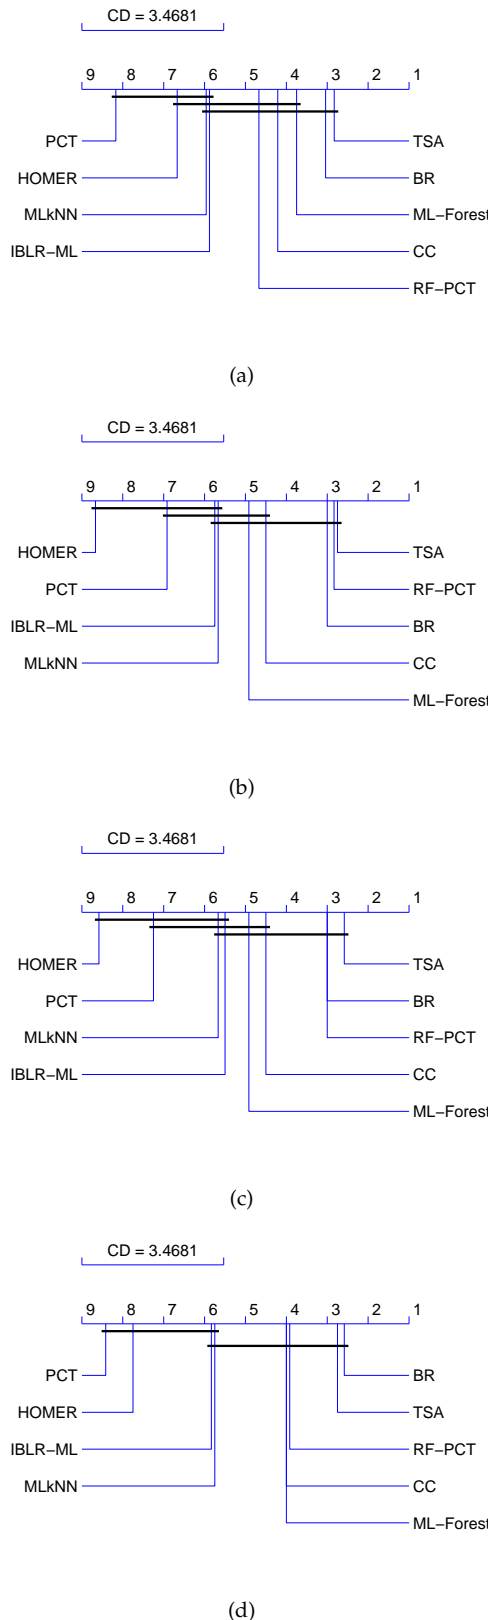 CD = 3.4681
9 8 7 6 5 4 3 2 1
PCT TSA
HOMER BR
MLkNN ML−Forest
IBLR−ML CC
RF−PCT
(a)
CD = 3.4681
9 8 7 6 5 4 3 2 1
HOMER TSA
PCT RF−PCT
IBLR−ML BR
MLkNN CC
ML−Forest
(b)
CD = 3.4681
9 8 7 6 5 4 3 2 1
HOMER TSA
PCT BR
MLkNN RF−PCT
IBLR−ML CC
ML−Forest
(c)
CD = 3.4681
9 8 7 6 5 4 3 2 1
PCT BR
HOMER TSA
IBLR−ML RF−PCT
MLkNN CC
ML−Forest
(d)